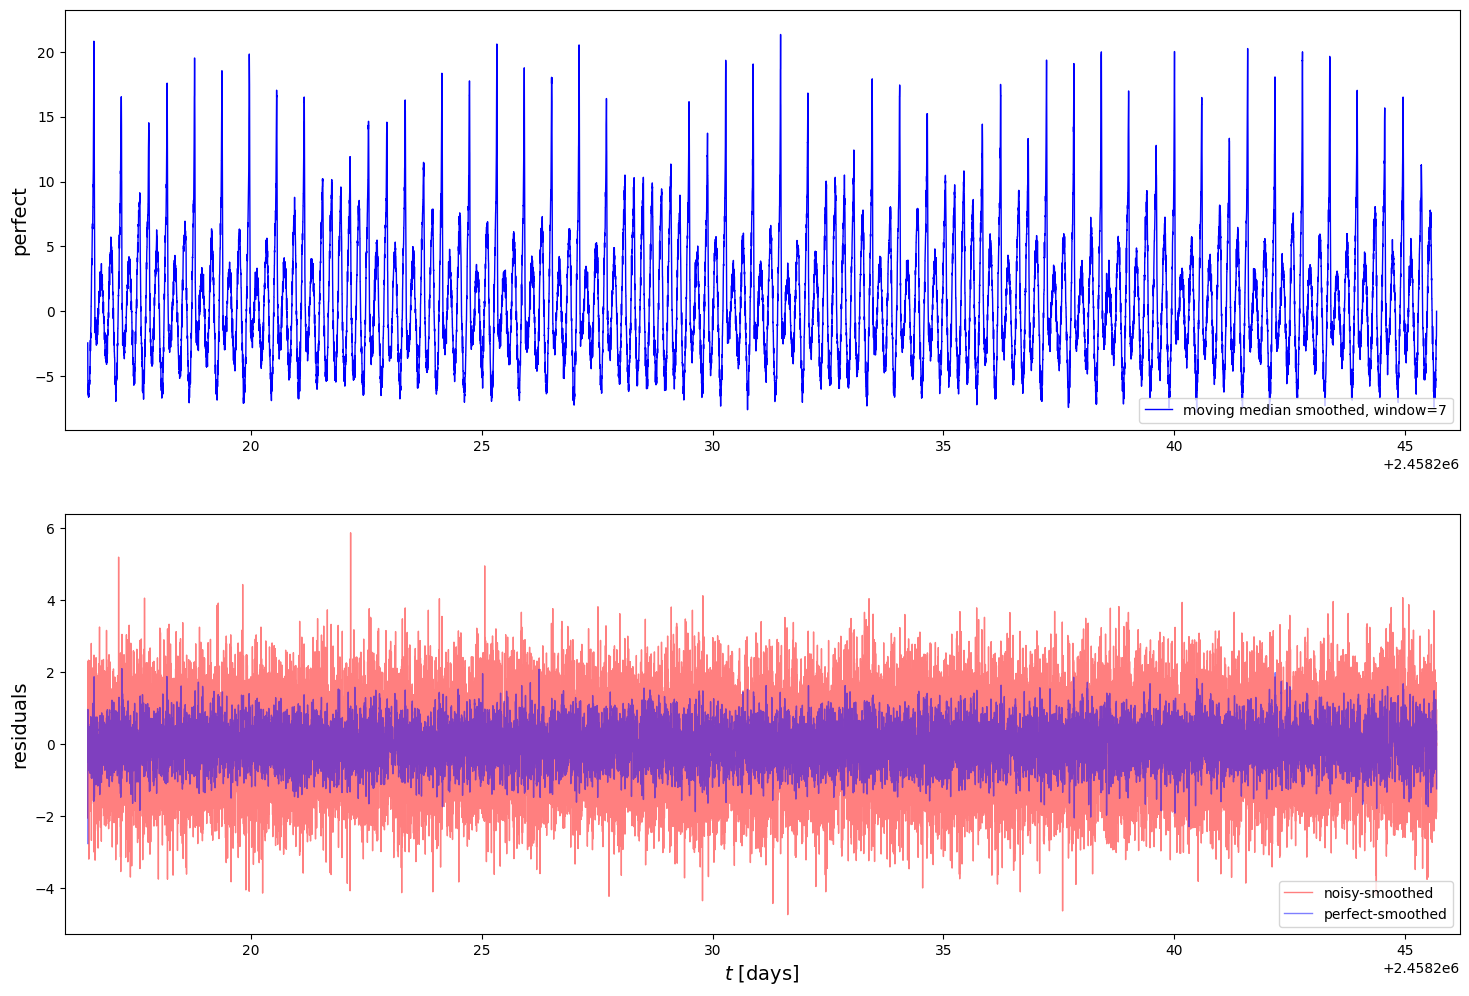 perfect
20
15
10
5
0
−5
moving median smoothed, window=7
20 25 30 35 40 45
+2.4582e6
residuals
6
4
2
0
−2
−4
noisy-smoothed
perfect-smoothed
20 25 30 35 40 45
t [days]
+2.4582e6